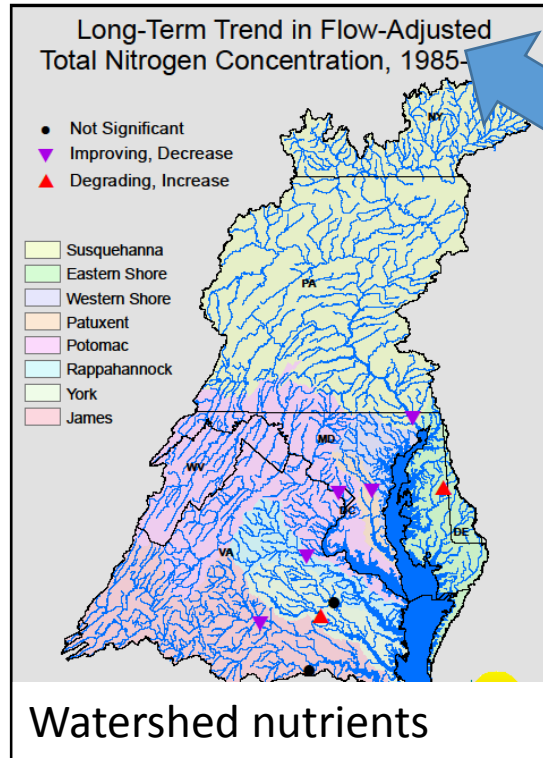 Long-Term Trend in Flow-Adjusted
Total Nitrogen Concentration, 1985-
Not Significant
Improving, Decrease
Degrading, Increase
Susquehanna
Eastern Shore
Western Shore
Patuxent
Potomac
Rappahannock
York
James
NY
PA
MD
WV
DC
DE
VA
Watershed nutrients